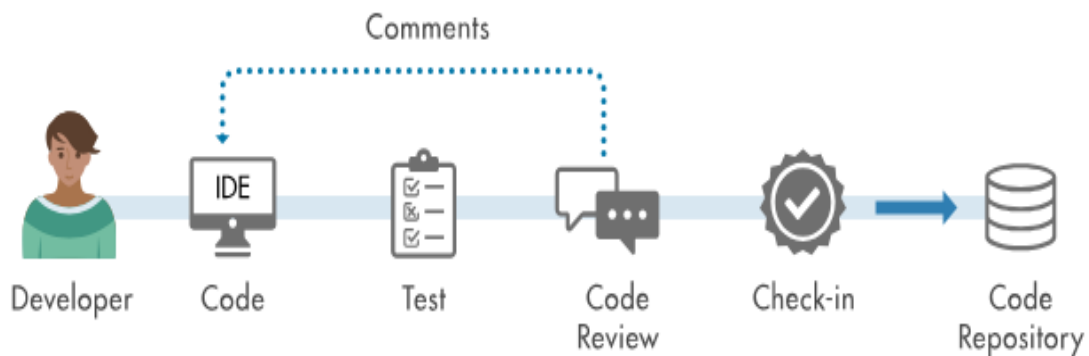 Comments
IDE
Developer
Code
Test
Code
Review
Check-in
Code
Repository